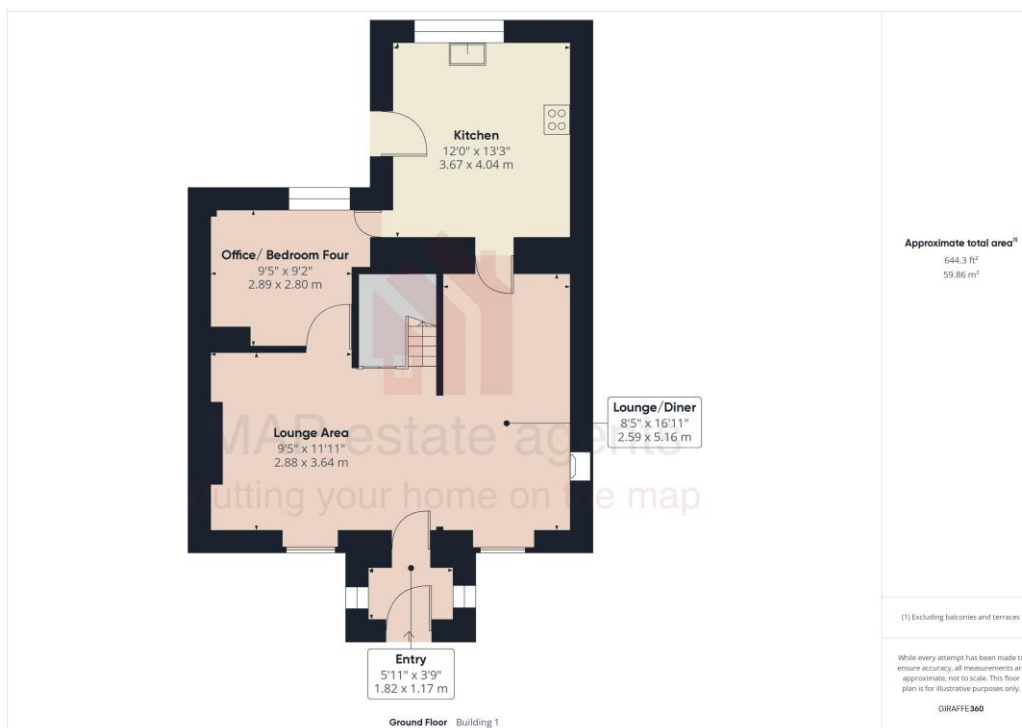 Kitchen
12'0" x 13'3"
3.67 x 4.04 m
Office/ Bedroom Four
9'5" x 9'2"
2.89 x 2.80 m
Lounge Area
9'5" x 11'11"
2.88 x 3.64 m
Lounge/Diner
8'5" x 16'11"
2.59 x 5.16 m
MAP estate agents
Putting your home on the map
Entry
5'11" x 3'9"
1.82 x 1.17 m
Ground Floor Building 1
Approximate total area(1)
644.3 ft²
59.86 m²
(1) Excluding balconies and terraces
While every attempt has been made to
ensure accuracy, all measurements are
approximate, not to scale. This floor
plan is for illustrative purposes only.
GIRAFFE360